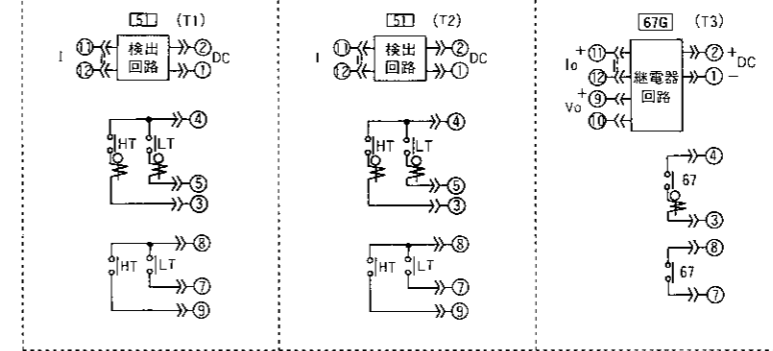 51 (T1)
I ⑪ 検出 ② DC
⑫ 回路 ①
④
HT LT
⑤
③
⑧
HT LT
⑦
⑨
51 (T2)
I ⑪ 検出 ② DC
⑫ 回路 ①
④
HT LT
⑤
③
⑧
HT LT
⑦
⑨
67G (T3)
Io + ⑪ ② + DC
⑫ 継電器 ① −
Vo + ⑨ 回路
⑩
④
67
③
⑧
67
⑦